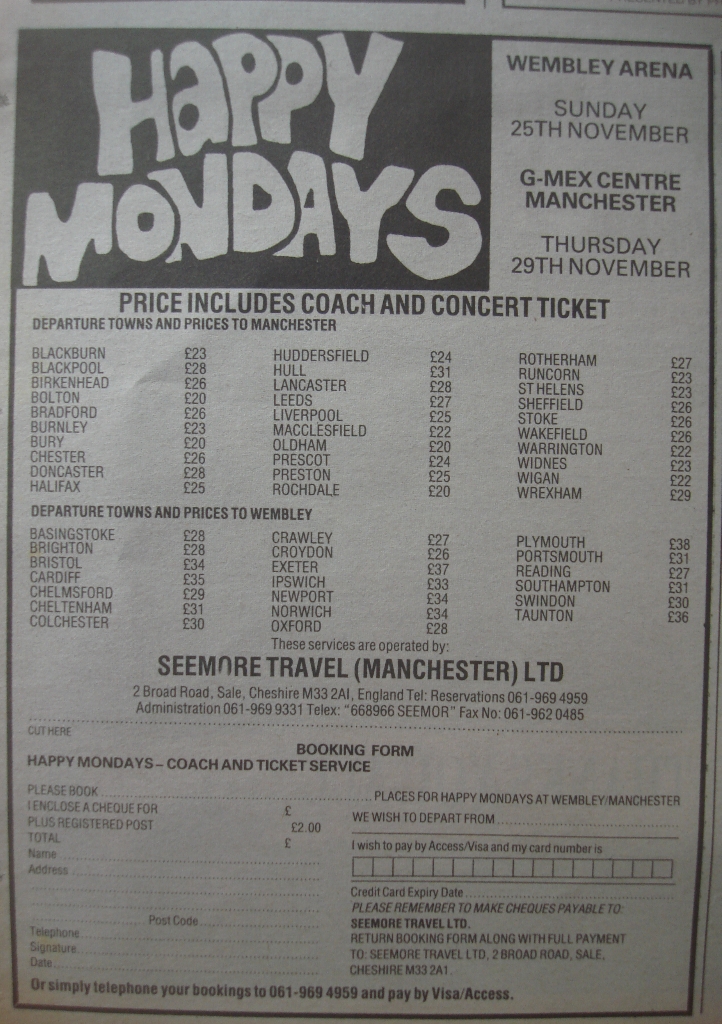 HAPPY
MONDAYS
WEMBLEY ARENA
SUNDAY
25TH NOVEMBER
G-MEX CENTRE
MANCHESTER
THURSDAY
29TH NOVEMBER
PRICE INCLUDES COACH AND CONCERT TICKET
DEPARTURE TOWNS AND PRICES TO MANCHESTER
BLACKBURN £23
BLACKPOOL £28
BIRKENHEAD £26
BOLTON £20
BRADFORD £26
BURNLEY £23
BURY £20
CHESTER £26
DONCASTER £28
HALIFAX £25
HUDDERSFIELD £24
HULL £31
LANCASTER £28
LEEDS £27
LIVERPOOL £25
MACCLESFIELD £22
OLDHAM £20
PRESCOT £24
PRESTON £25
ROCHDALE £20
ROTHERHAM £27
RUNCORN £23
ST HELENS £23
SHEFFIELD £26
STOKE £26
WAKEFIELD £26
WARRINGTON £22
WIDNES £23
WIGAN £22
WREXHAM £29
DEPARTURE TOWNS AND PRICES TO WEMBLEY
BASINGSTOKE £28
BRIGHTON £28
BRISTOL £34
CARDIFF £35
CHELMSFORD £29
CHELTENHAM £31
COLCHESTER £30
CRAWLEY £27
CROYDON £26
EXETER £37
IPSWICH £33
NEWPORT £34
NORWICH £34
OXFORD £28
PLYMOUTH £38
PORTSMOUTH £31
READING £27
SOUTHAMPTON £31
SWINDON £30
TAUNTON £36
These services are operated by:
SEEMORE TRAVEL (MANCHESTER) LTD
2 Broad Road, Sale, Cheshire M33 2AI, England Tel: Reservations 061-969 4959
Administration 061-969 9331 Telex: "668966 SEEMOR" Fax No: 061-962 0485
CUT HERE
BOOKING FORM
HAPPY MONDAYS – COACH AND TICKET SERVICE
PLEASE BOOK PLACES FOR HAPPY MONDAYS AT WEMBLEY/MANCHESTER
I ENCLOSE A CHEQUE FOR £
PLUS REGISTERED POST £2.00
TOTAL £
Name
Address
Post Code
Telephone
Signature
Date
WE WISH TO DEPART FROM
I wish to pay by Access/Visa and my card number is
Credit Card Expiry Date
PLEASE REMEMBER TO MAKE CHEQUES PAYABLE TO:
SEEMORE TRAVEL LTD.
RETURN BOOKING FORM ALONG WITH FULL PAYMENT
TO: SEEMORE TRAVEL LTD, 2 BROAD ROAD, SALE,
CHESHIRE M33 2A1
Or simply telephone your bookings to 061-969 4959 and pay by Visa/Access.